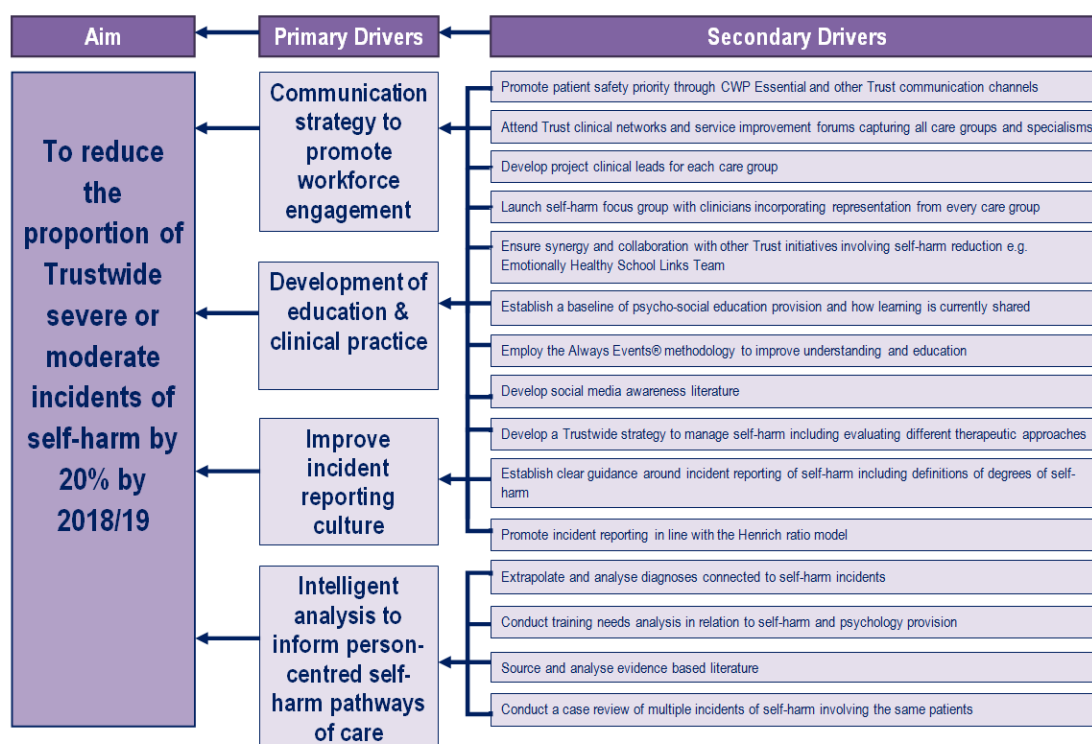 Aim
Primary Drivers
Secondary Drivers
To reduce
the
proportion of
Trustwide
severe or
moderate
incidents of
self-harm by
20% by
2018/19
Communication
strategy to
promote
workforce
engagement
Development of
education &
clinical practice
Improve
incident
reporting
culture
Intelligent
analysis to
inform person-
centred self-
harm pathways
of care
Promote patient safety priority through CWP Essential and other Trust communication channels
Attend Trust clinical networks and service improvement forums capturing all care groups and specialisms
Develop project clinical leads for each care group
Launch self-harm focus group with clinicians incorporating representation from every care group
Ensure synergy and collaboration with other Trust initiatives involving self-harm reduction e.g.
Emotionally Healthy School Links Team
Establish a baseline of psycho-social education provision and how learning is currently shared
Employ the Always Events® methodology to improve understanding and education
Develop social media awareness literature
Develop a Trustwide strategy to manage self-harm including evaluating different therapeutic approaches
Establish clear guidance around incident reporting of self-harm including definitions of degrees of self-
harm
Promote incident reporting in line with the Henrich ratio model
Extrapolate and analyse diagnoses connected to self-harm incidents
Conduct training needs analysis in relation to self-harm and psychology provision
Source and analyse evidence based literature
Conduct a case review of multiple incidents of self-harm involving the same patients